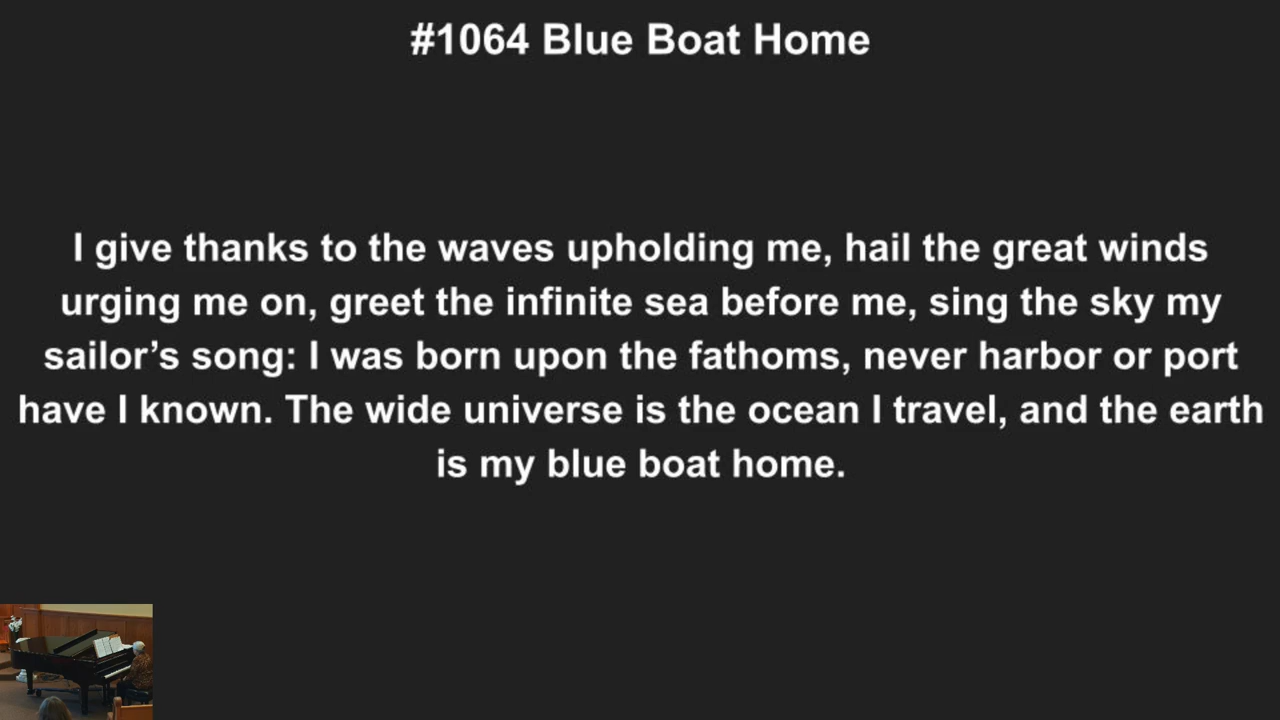 #1064 Blue Boat Home
I give thanks to the waves upholding me, hail the great winds
urging me on, greet the infinite sea before me, sing the sky my
sailor’s song: I was born upon the fathoms, never harbor or port
have I known. The wide universe is the ocean I travel, and the earth
is my blue boat home.